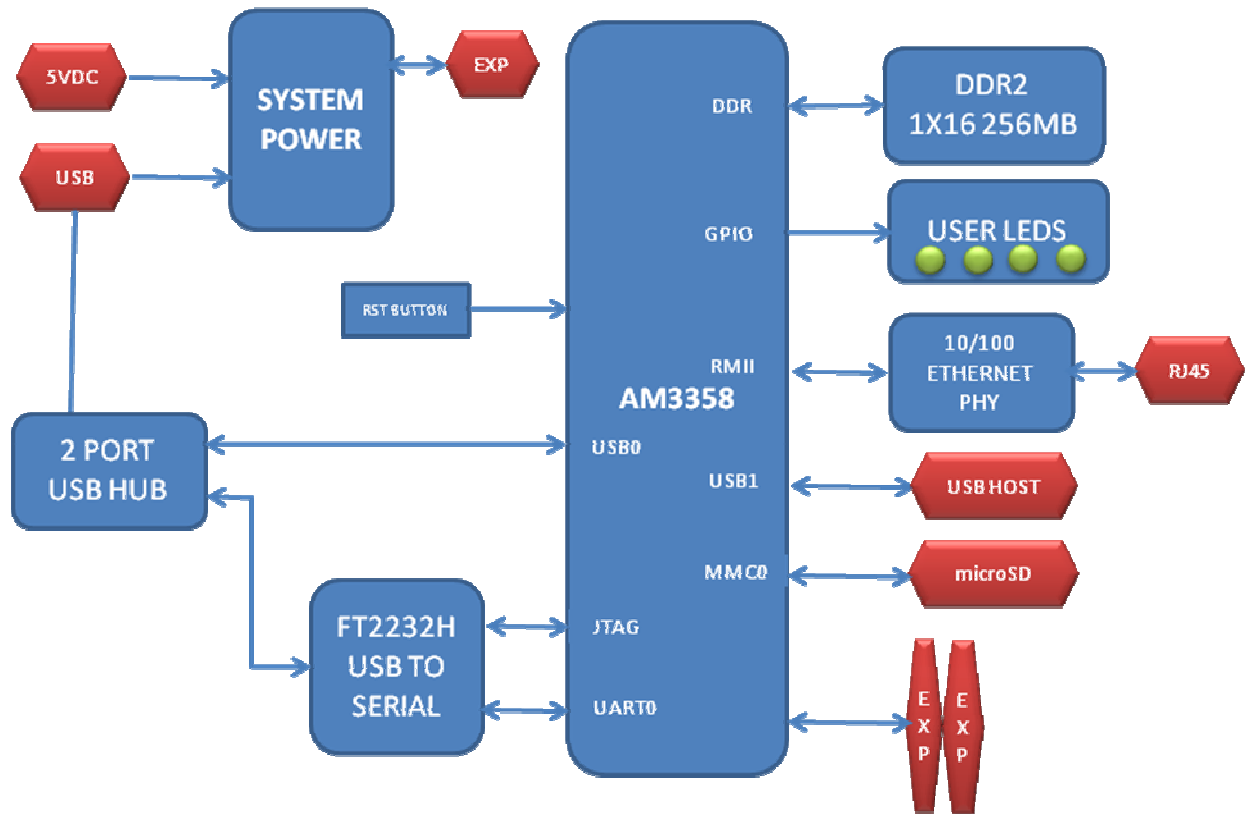 5VDC
SYSTEM
POWER
EXP
USB
RST BUTTON
2 PORT
USB HUB
FT2232H
USB TO
SERIAL
DDR
GPIO
RMII
AM3358
USB0
USB1
MMC0
JTAG
UART0
DDR2
1X16 256MB
USER LEDS
10/100
ETHERNET
PHY
RJ45
USB HOST
microSD
EXP
EXP